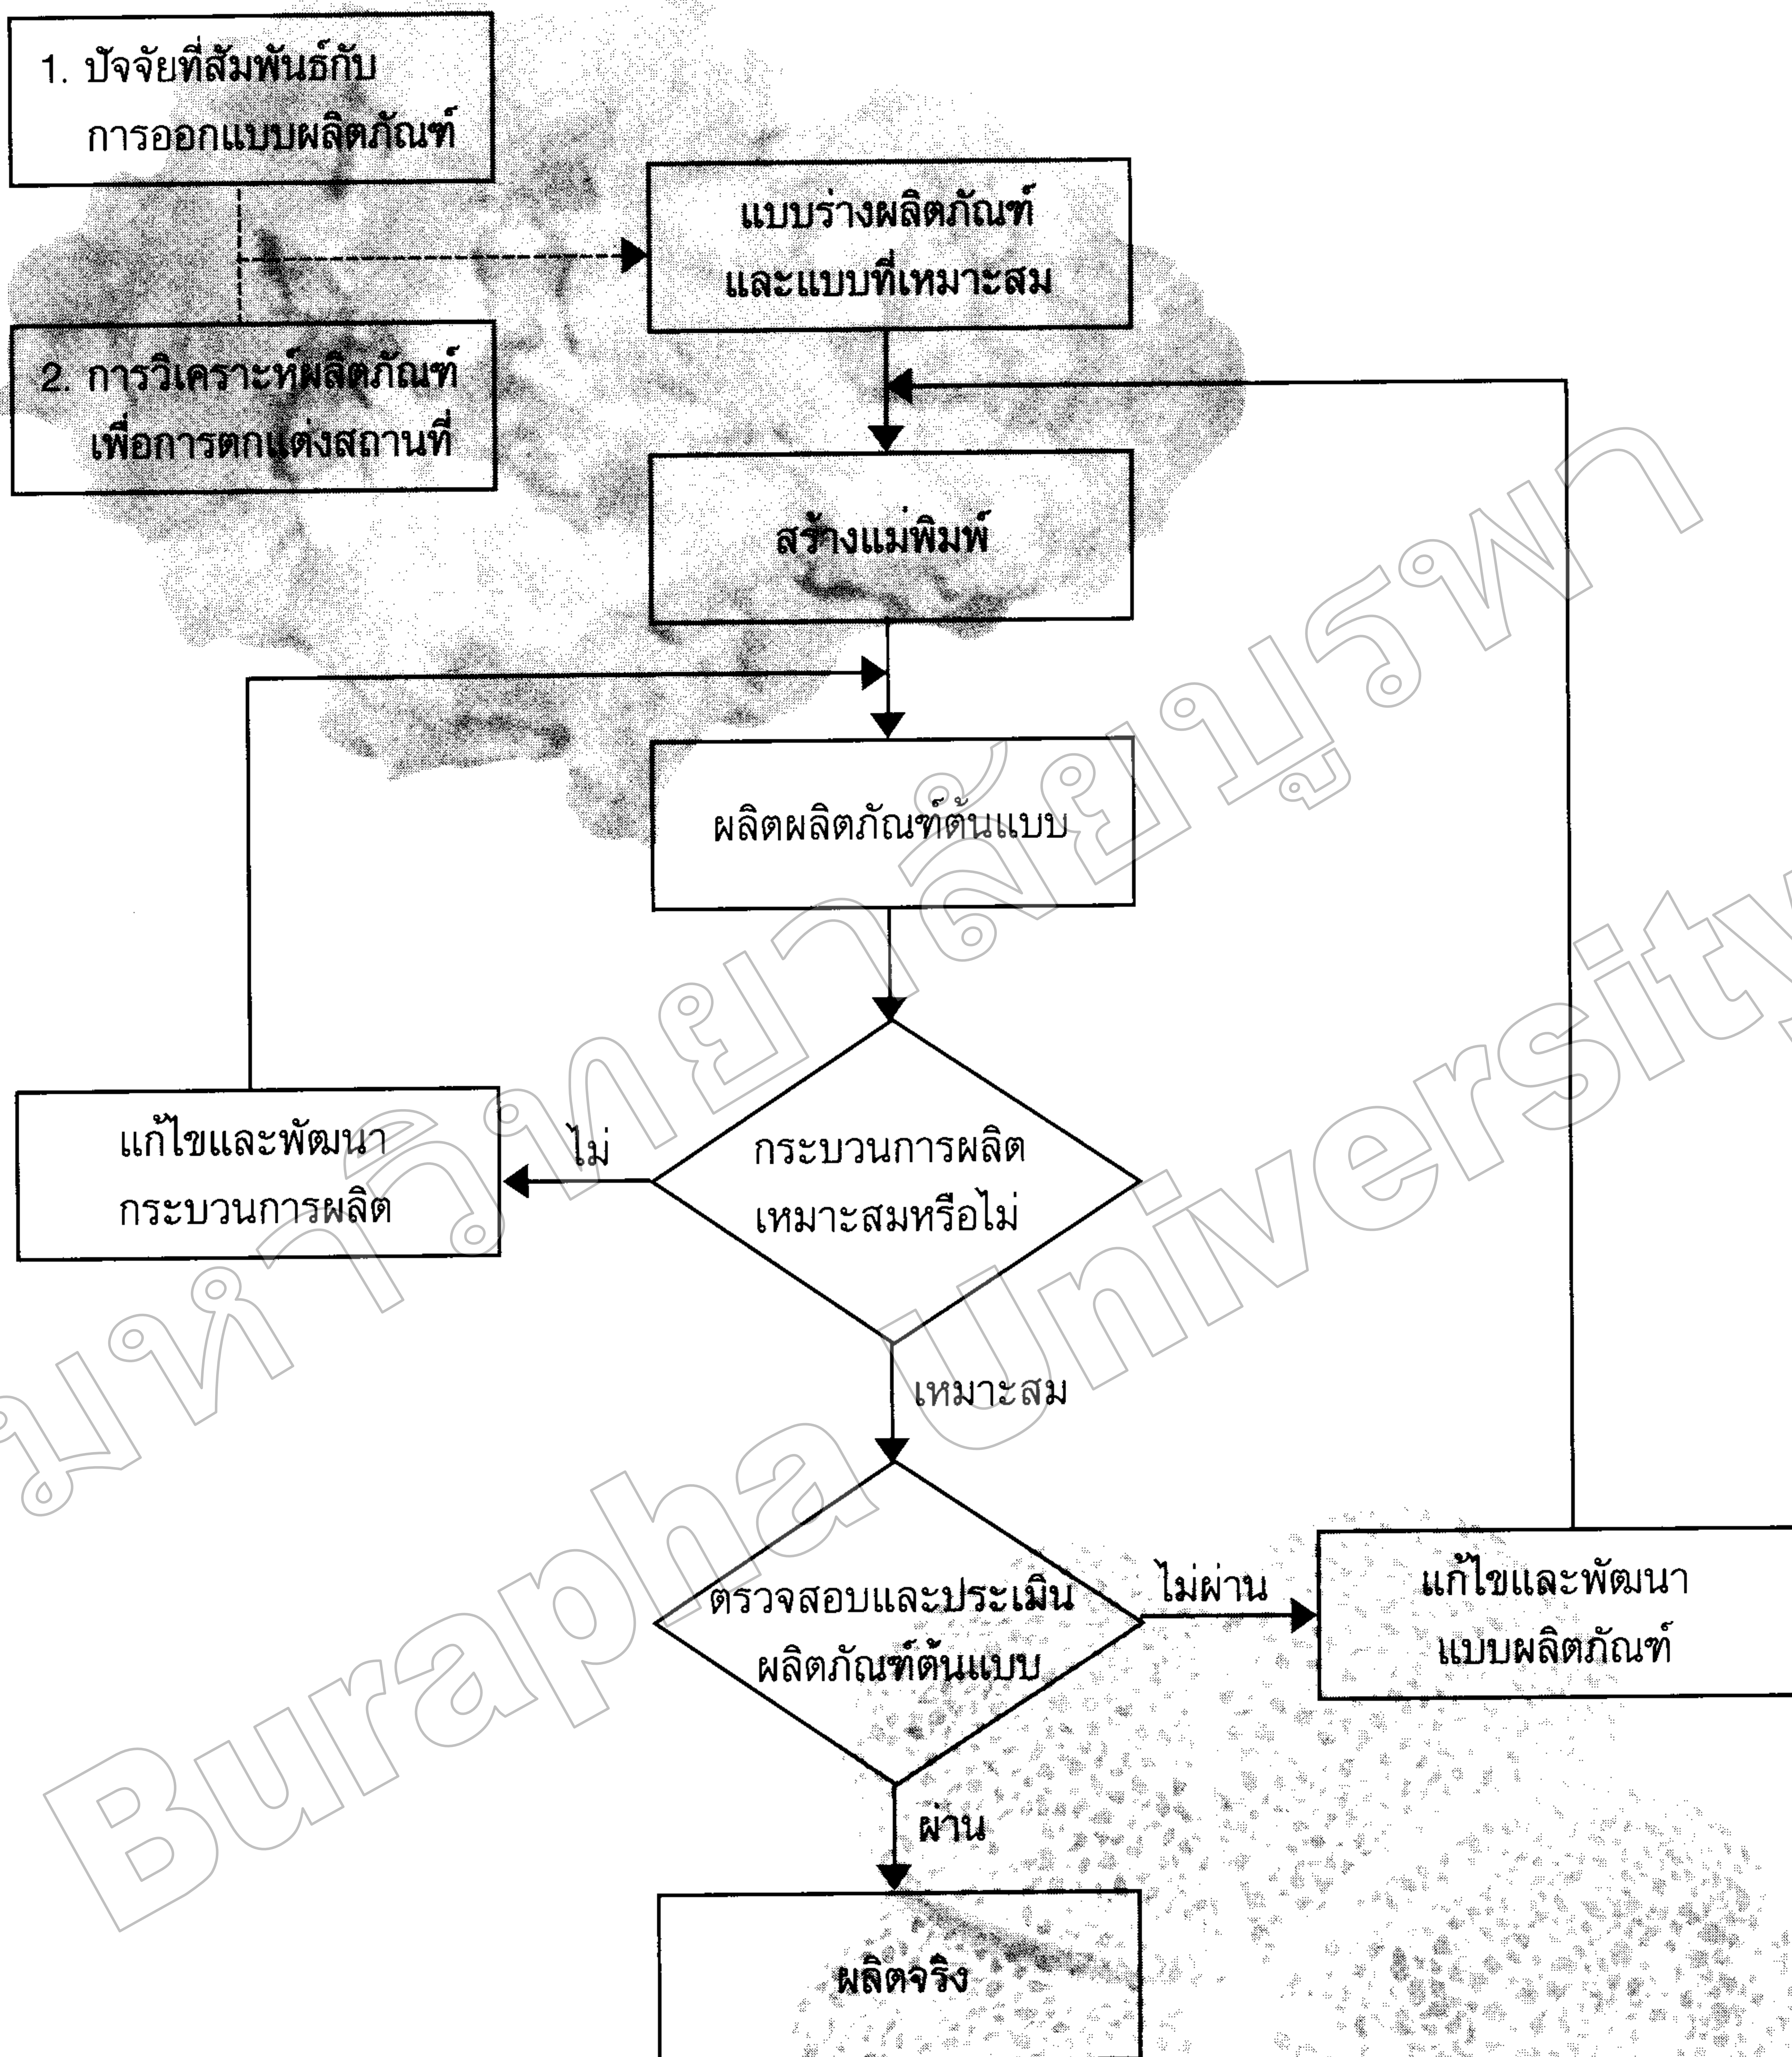 1. ปัจจัยที่สัมพันธ์กับ
การออกแบบผลิตภัณฑ์
แบบร่างผลิตภัณฑ์
และแบบที่เหมาะสม
2. การวิเคราะห์ผลิตภัณฑ์
เพื่อการตกแต่งสถานที่
สร้างแม่พิมพ์
ผลิตผลิตภัณฑ์ต้นแบบ
แก้ไขและพัฒนา
กระบวนการผลิต
ไม่
กระบวนการผลิต
เหมาะสมหรือไม่
เหมาะสม
ตรวจสอบและประเมิน
ผลิตภัณฑ์ต้นแบบ
ไม่ผ่าน
แก้ไขและพัฒนา
แบบผลิตภัณฑ์
ผ่าน
ผลิตจริง
มหาวิทยาลัยบูรพา
Burapha University